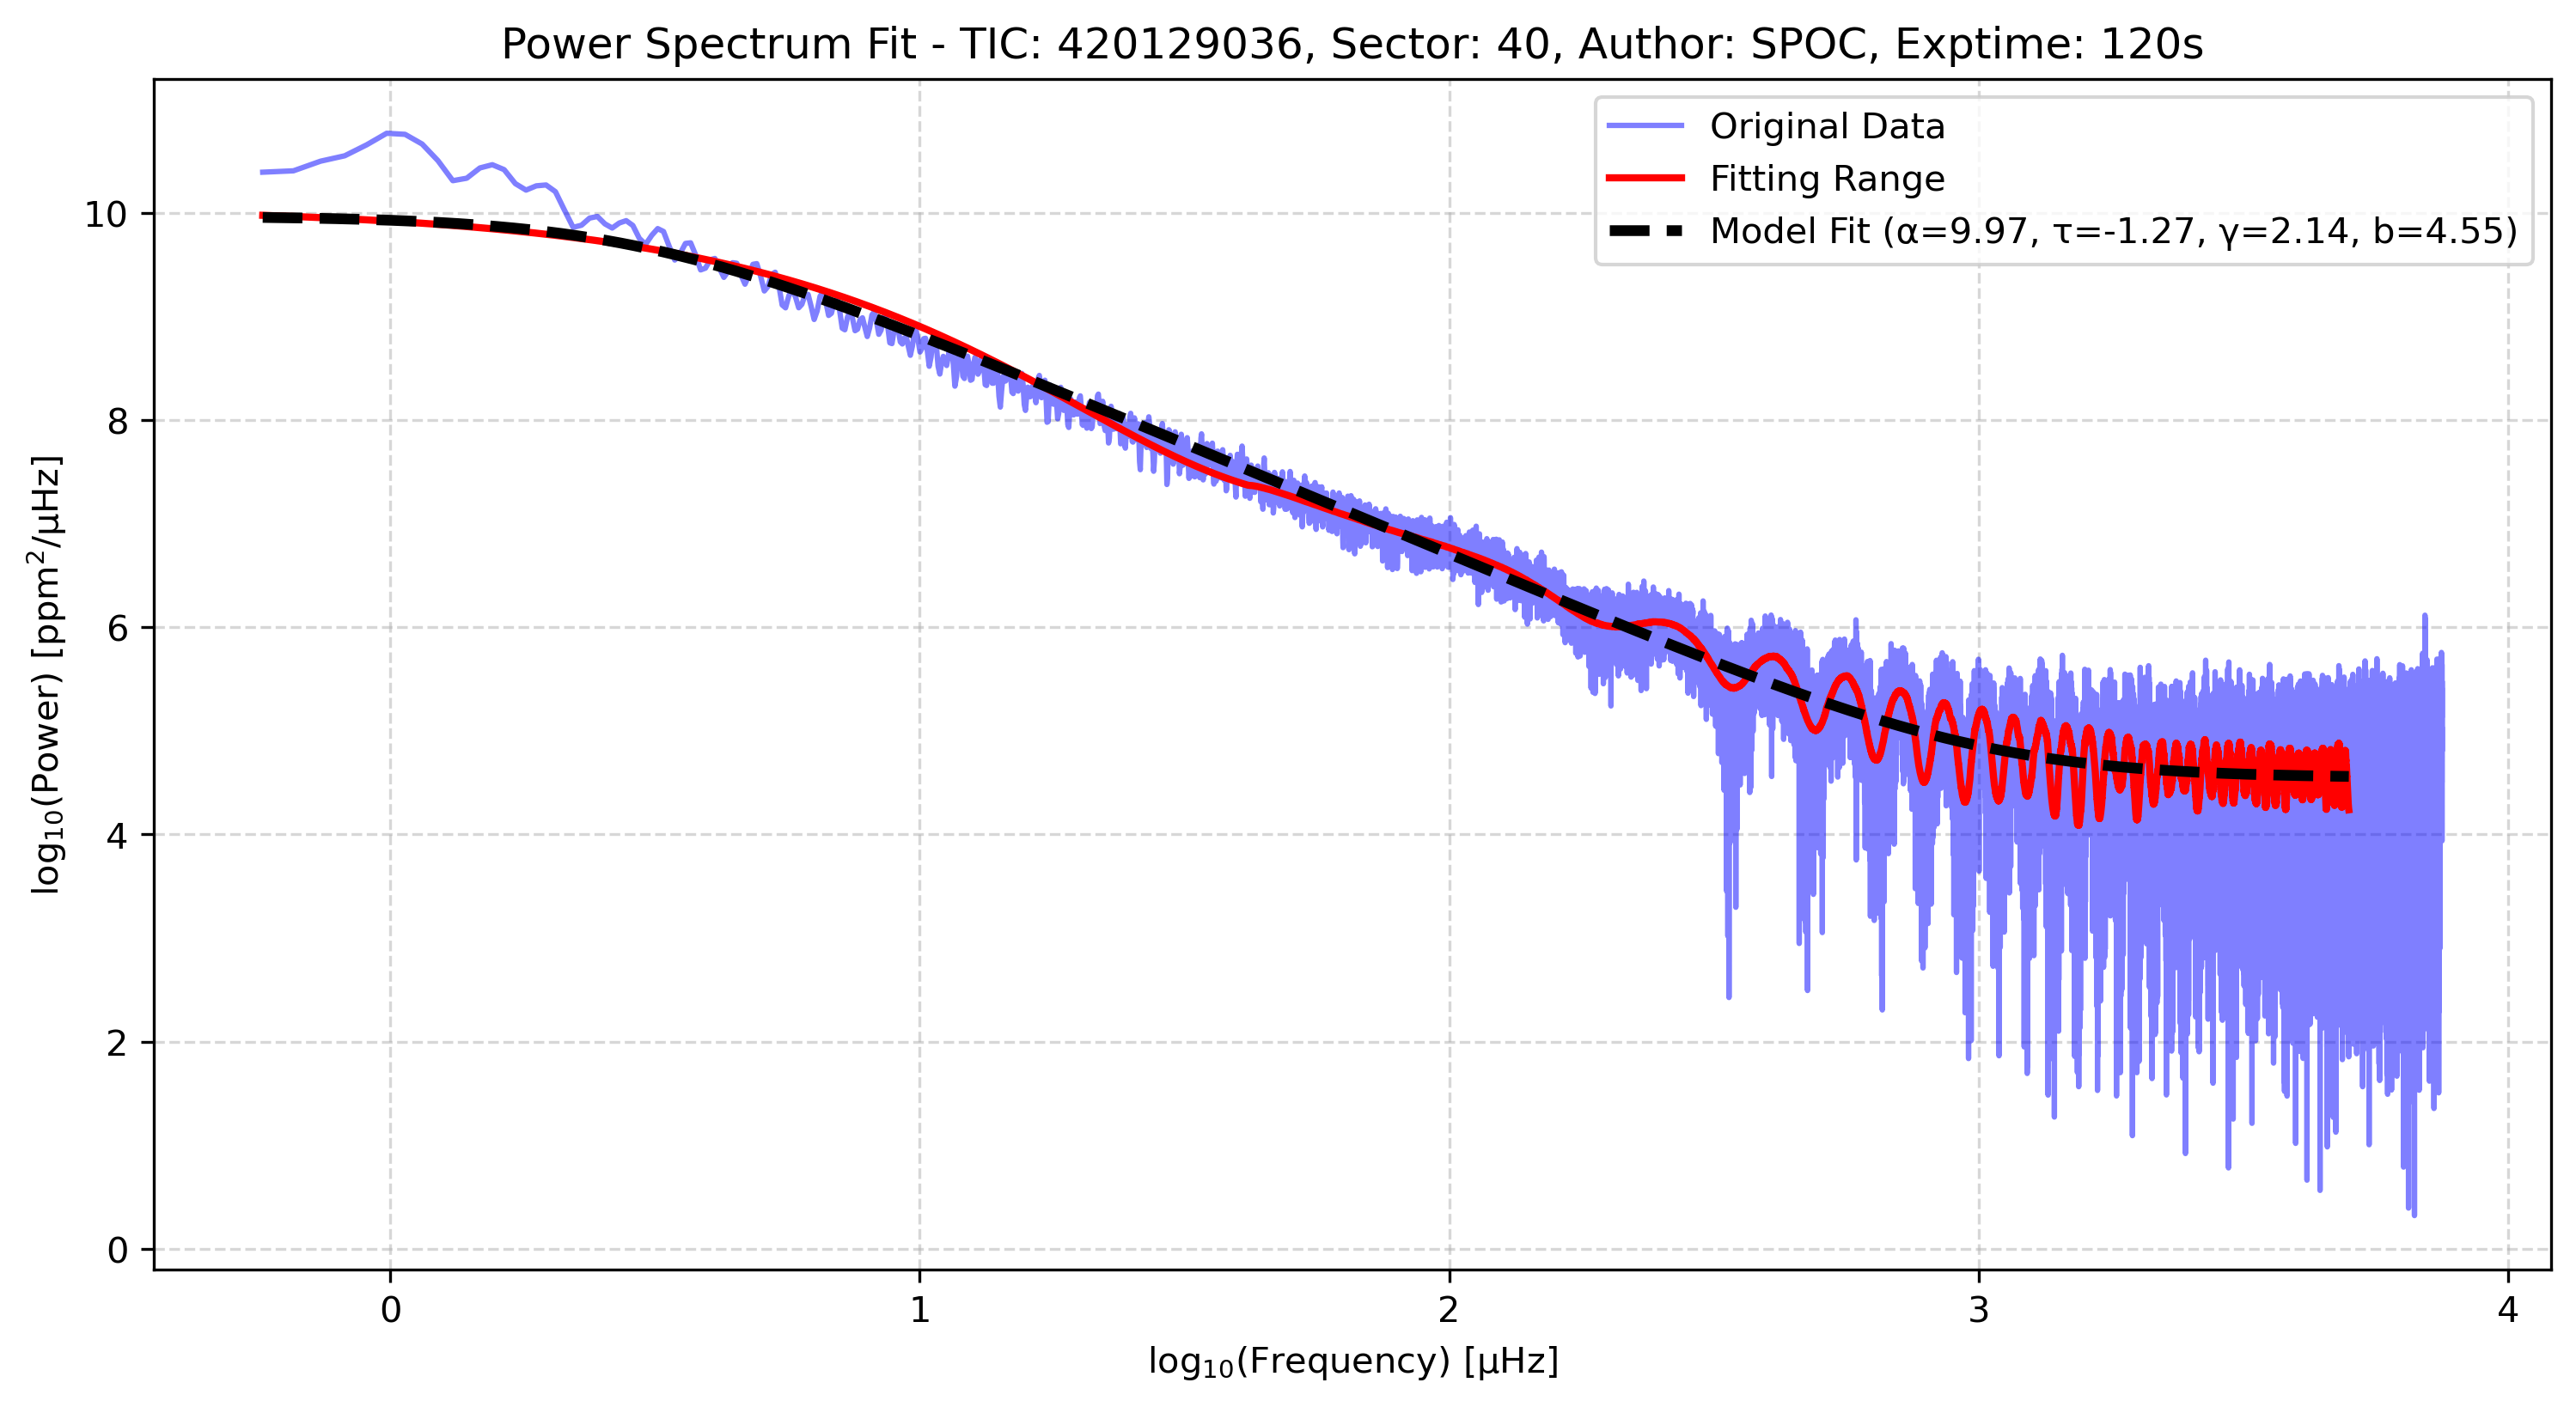 Power Spectrum Fit - TIC: 420129036, Sector: 40, Author: SPOC, Exptime: 120s
Original Data
Fitting Range
Model Fit (α=9.97, τ=-1.27, γ=2.14, b=4.55)
log₁₀(Power) [ppm²/μHz]
10
8
6
4
2
0
0 1 2 3 4
log₁₀(Frequency) [μHz]